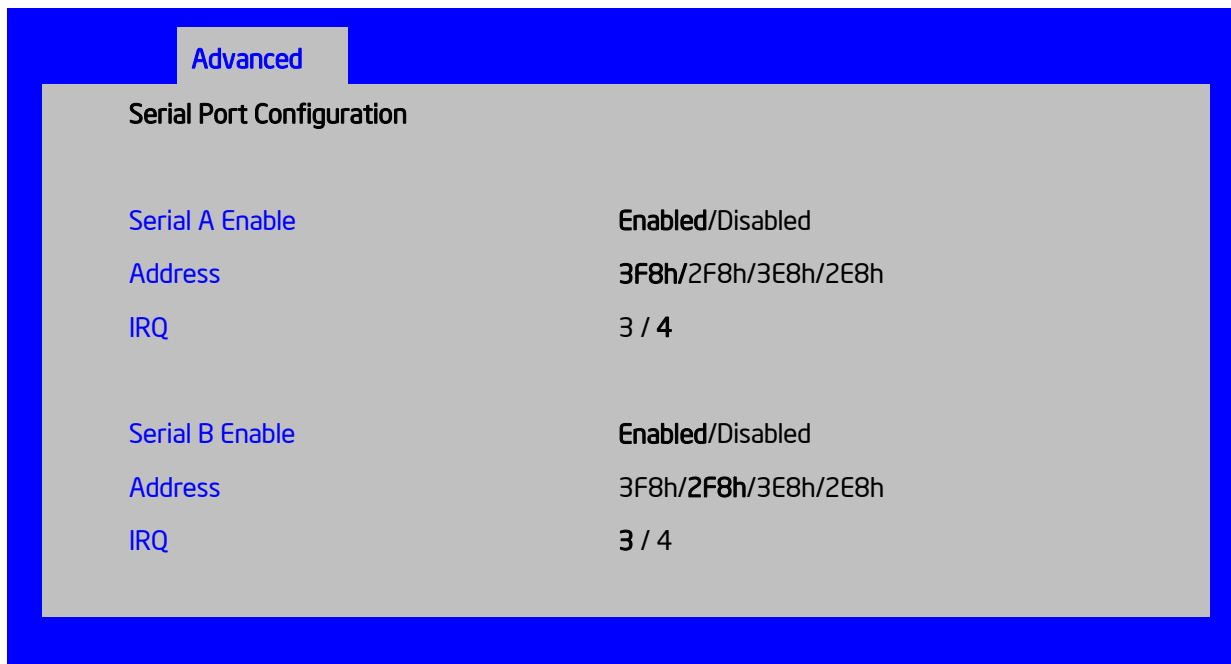 Advanced
Serial Port Configuration
Serial A Enable Enabled/Disabled
Address 3F8h/2F8h/3E8h/2E8h
IRQ 3 / 4
Serial B Enable Enabled/Disabled
Address 3F8h/2F8h/3E8h/2E8h
IRQ 3 / 4